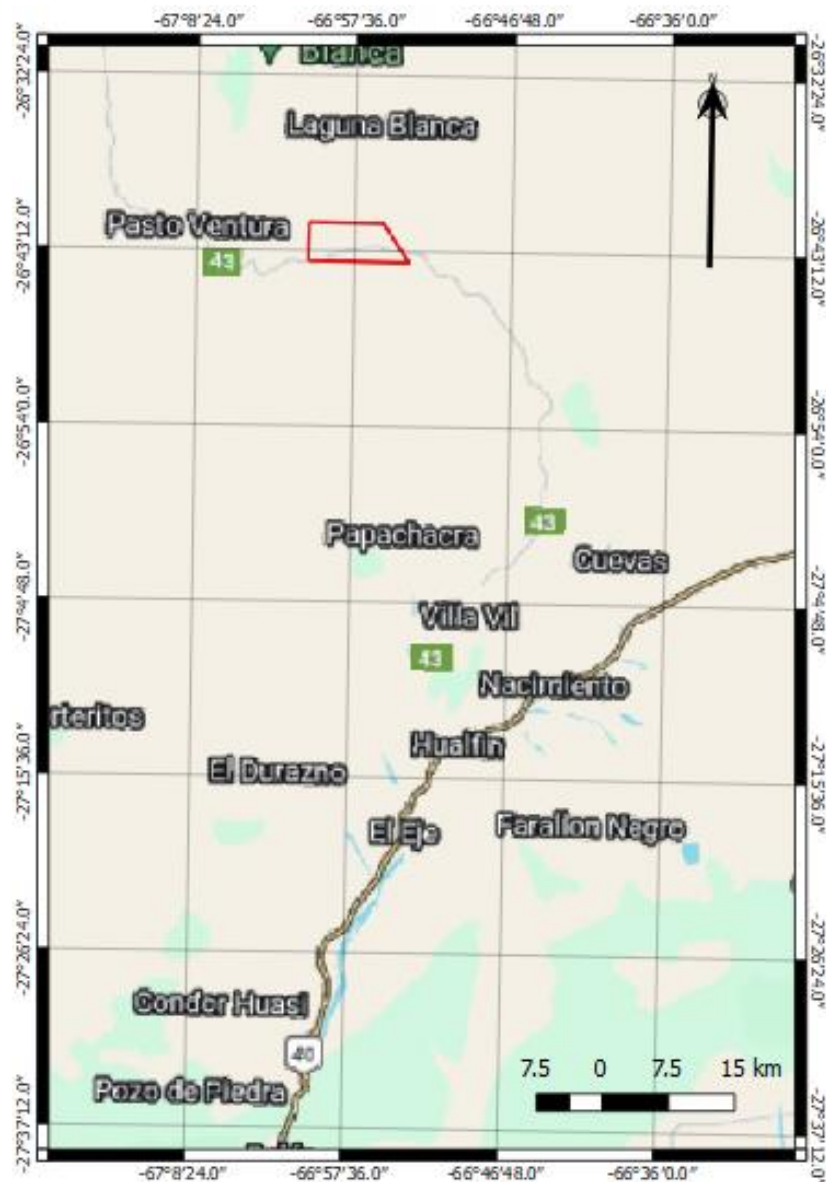 -67°8'24.0" -66°57'36.0" -66°46'48.0" -66°36'0.0"
-26°32'24.0" -26°32'24.0"
Blanca
N
Laguna Blanca
Pasto Ventura
-26°43'12.0" -26°43'12.0"
43
-26°54'0.0" -26°54'0.0"
43
Papachacra
Cuevas
-27°4'48.0" -27°4'48.0"
Villa Vil
43
Nacimiento
rteritos
Hualfin
El Durazno
-27°15'36.0" -27°15'36.0"
El Eje
Farallon Negro
-27°26'24.0" -27°26'24.0"
Condor Huasi
40
7.5 0 7.5 15 km
Pozo de Piedra
-27°37'12.0" -27°37'12.0"
-67°8'24.0" -66°57'36.0" -66°46'48.0" -66°36'0.0"